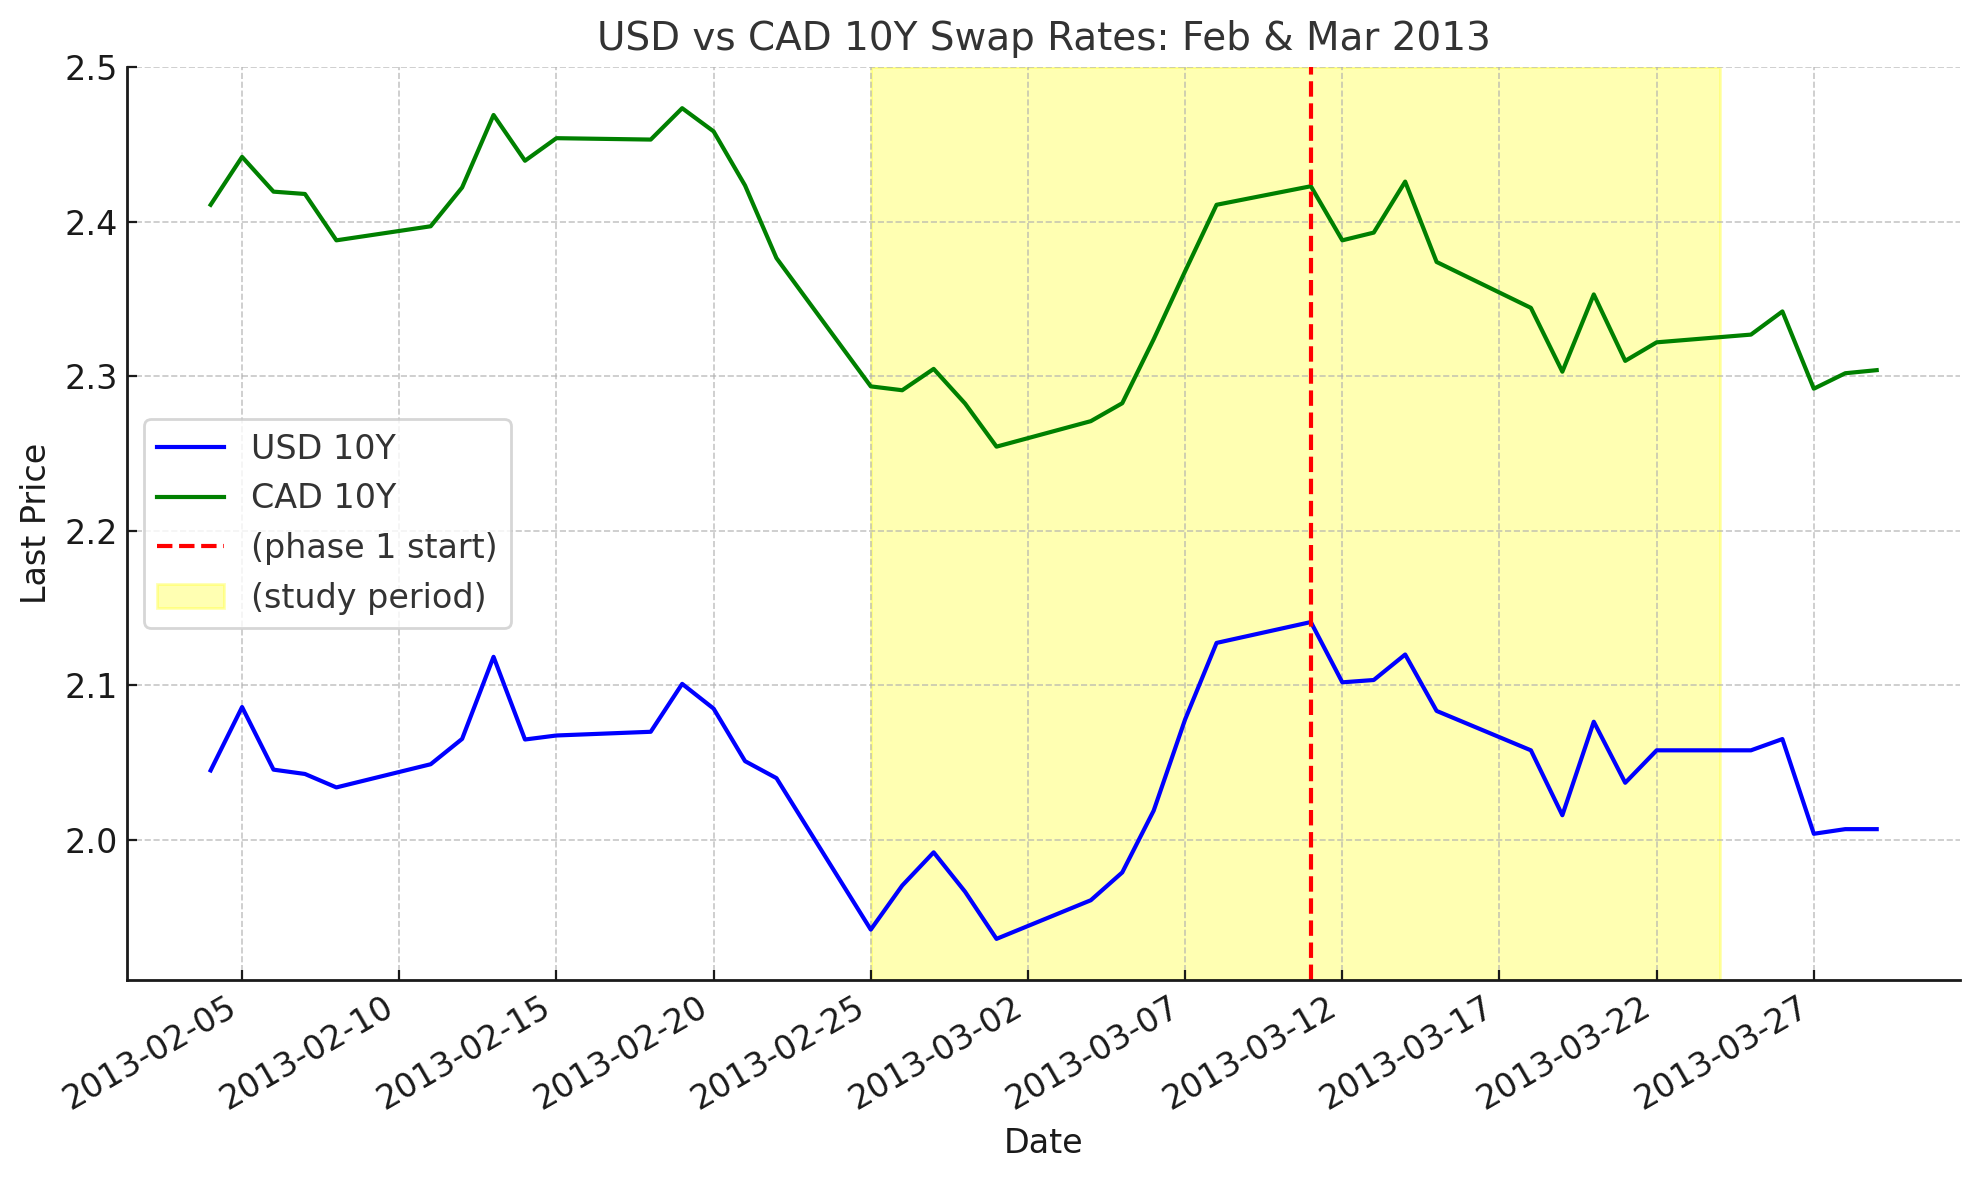 USD vs CAD 10Y Swap Rates: Feb & Mar 2013
2.5
2.4
2.3
2.2
2.1
2.0
Last Price
USD 10Y
CAD 10Y
(phase 1 start)
(study period)
2013-02-05
2013-02-10
2013-02-15
2013-02-20
2013-02-25
2013-03-02
2013-03-07
2013-03-12
2013-03-17
2013-03-22
2013-03-27
Date